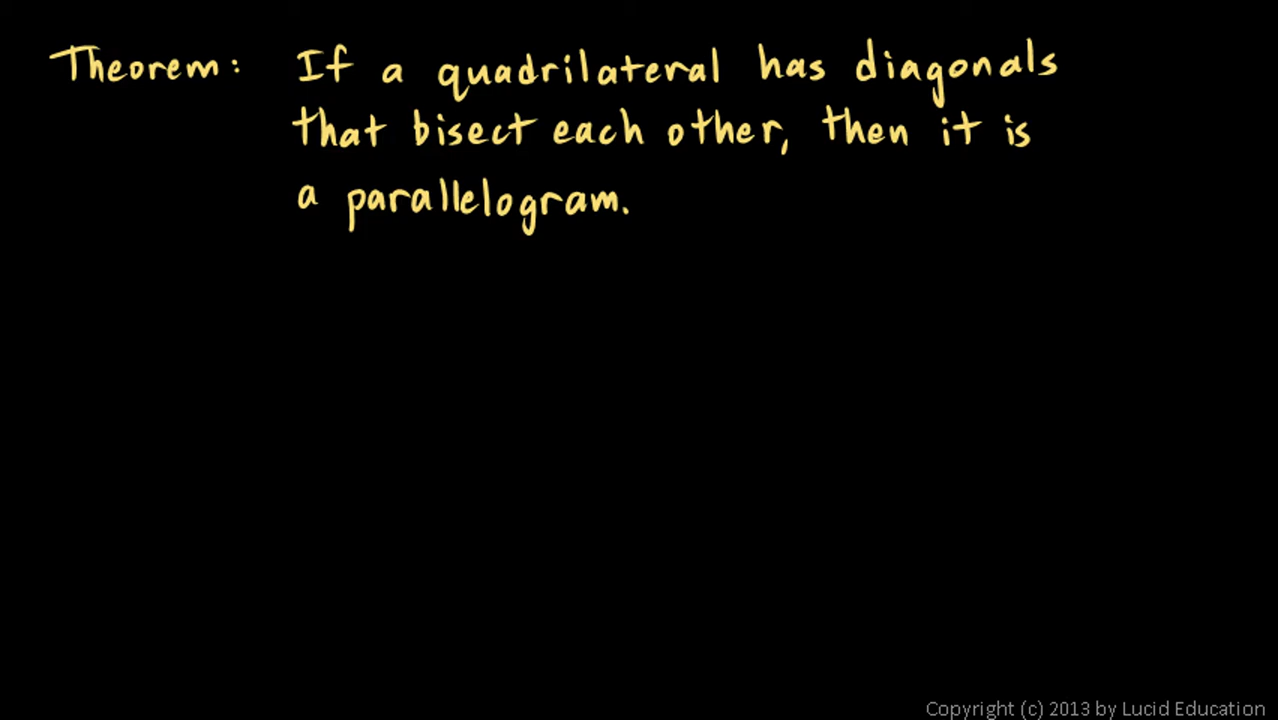 Theorem: If a quadrilateral has diagonals
that bisect each other, then it is
a parallelogram.
Copyright (c) 2013 by Lucid Education